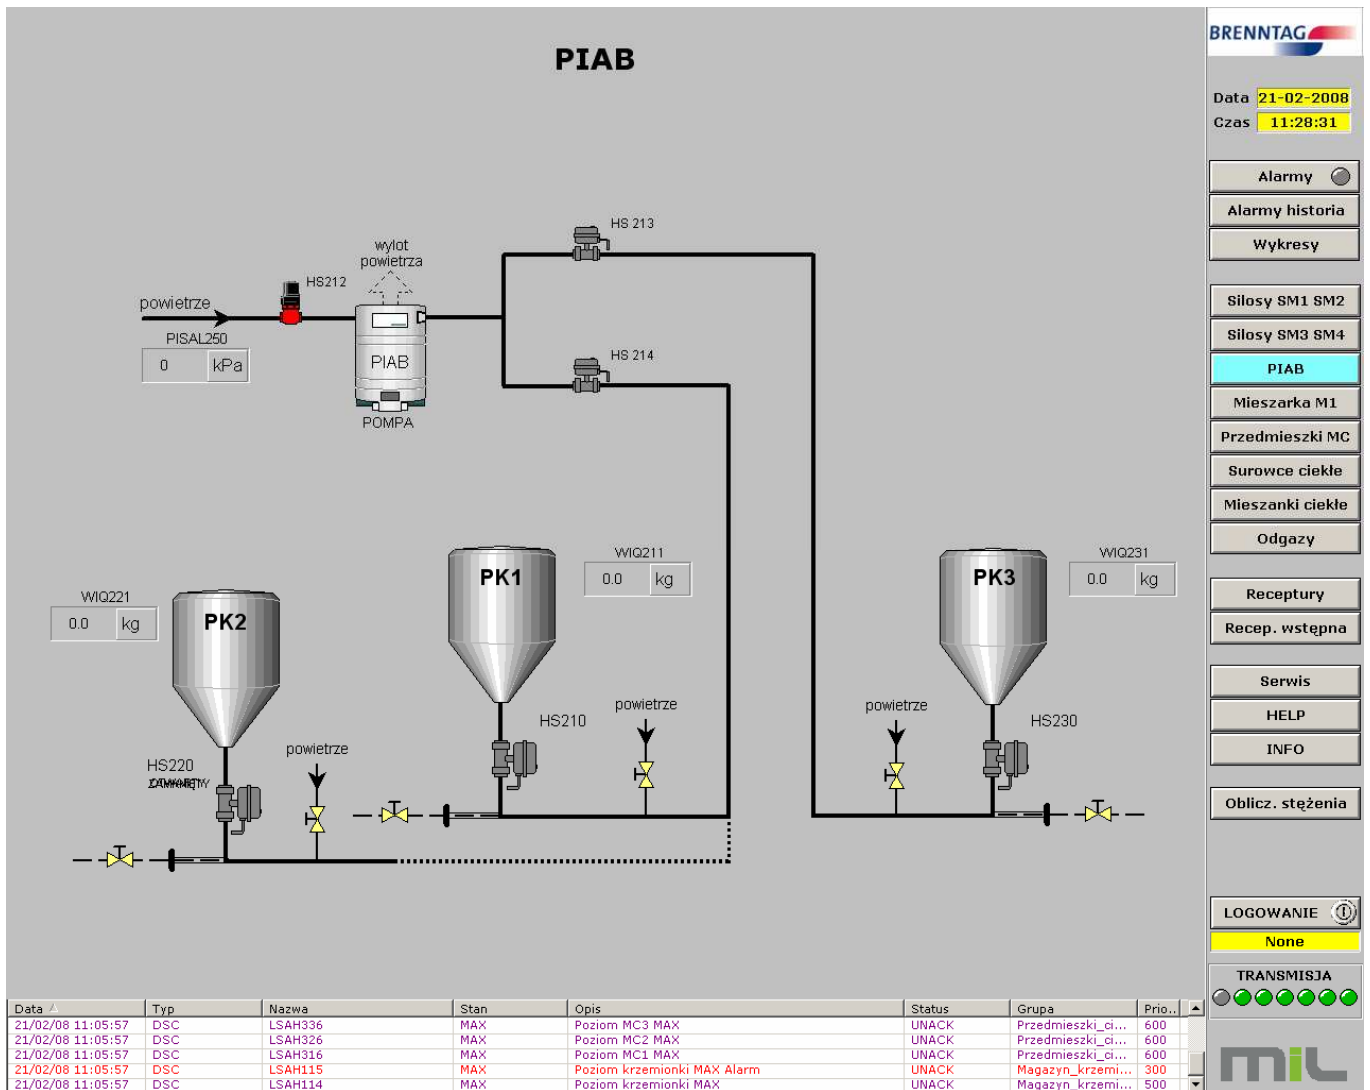 PIAB
BRENNTAG
Data 21-02-2008
Czas 11:28:31
Alarmy
Alarmy historia
Wykresy
Silosy SM1 SM2
Silosy SM3 SM4
PIAB
Mieszarka M1
Przedmieszki MC
Surowce ciekłe
Mieszanki ciekłe
Odgazy
Receptury
Recep. wstępna
Serwis
HELP
INFO
Oblicz. stężenia
LOGOWANIE
None
TRANSMISJA
mil
HS 213
wylot
powietrza
HS212
powietrze
PISAL250
0 kPa
PIAB
POMPA
HS 214
WIQ211
0.0 kg
PK1
WIQ231
0.0 kg
PK3
WIQ221
0.0 kg
PK2
HS210
powietrze
powietrze
HS230
powietrze
HS220
Data Typ Nazwa Stan Opis Status Grupa Prio...
21/02/08 11:05:57 DSC LSAH336 MAX Poziom MC3 MAX UNACK Przedmieszki_ci... 600
21/02/08 11:05:57 DSC LSAH326 MAX Poziom MC2 MAX UNACK Przedmieszki_ci... 600
21/02/08 11:05:57 DSC LSAH316 MAX Poziom MC1 MAX UNACK Przedmieszki_ci... 600
21/02/08 11:05:57 DSC LSAH115 MAX Poziom krzemionki MAX Alarm UNACK Magazyn_krzemi... 300
21/02/08 11:05:57 DSC LSAH114 MAX Poziom krzemionki MAX UNACK Magazyn_krzemi... 500